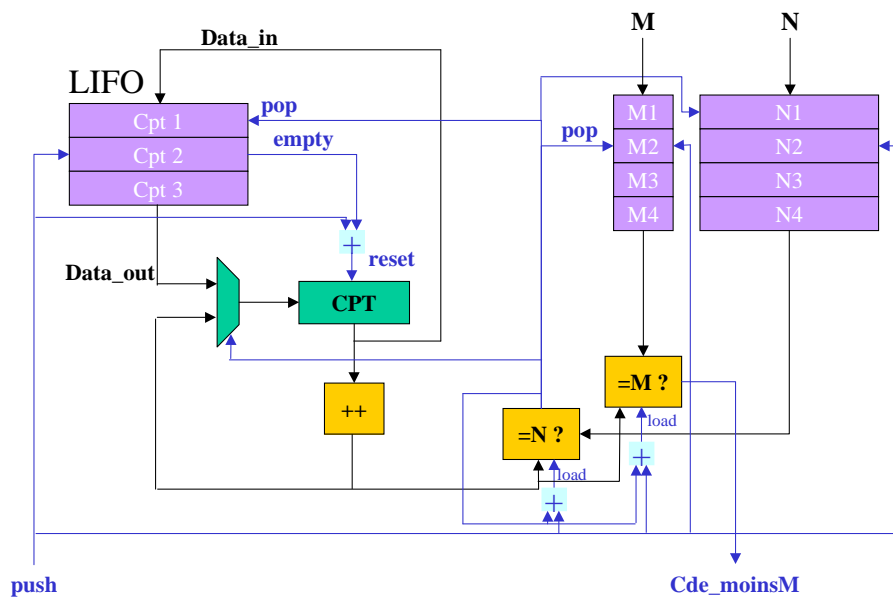 Data_in
M
N
LIFO
pop
Cpt 1
Cpt 2
Cpt 3
empty
pop
M1
M2
M3
M4
N1
N2
N3
N4
+
reset
Data_out
CPT
++
=M ?
load
+
=N ?
load
+
push
Cde_moinsM